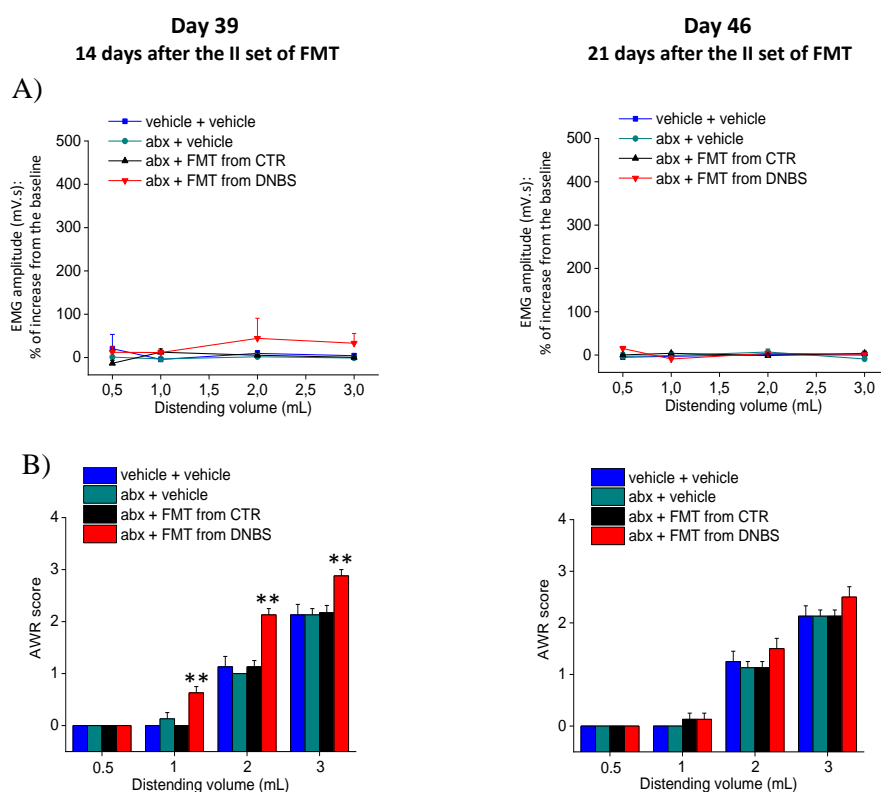 Day 39
14 days after the II set of FMT
Day 46
21 days after the II set of FMT
A)
vehicle + vehicle
abx + vehicle
abx + FMT from CTR
abx + FMT from DNBS
500
400
300
200
100
0
EMG amplitude (mV.s):
% of increase from the baseline
0,5 1,0 1,5 2,0 2,5 3,0
Distending volume (mL)
vehicle + vehicle
abx + vehicle
abx + FMT from CTR
abx + FMT from DNBS
500
400
300
200
100
0
EMG amplitude (mV.s):
% of increase from the baseline
0,5 1,0 1,5 2,0 2,5 3,0
Distending volume (mL)
B)
vehicle + vehicle
abx + vehicle
abx + FMT from CTR
abx + FMT from DNBS
4
3
2
1
0
AWR score
**
**
**
0.5 1 2 3
Distending volume (mL)
vehicle + vehicle
abx + vehicle
abx + FMT from CTR
abx + FMT from DNBS
4
3
2
1
0
AWR score
0.5 1 2 3
Distending volume (mL)